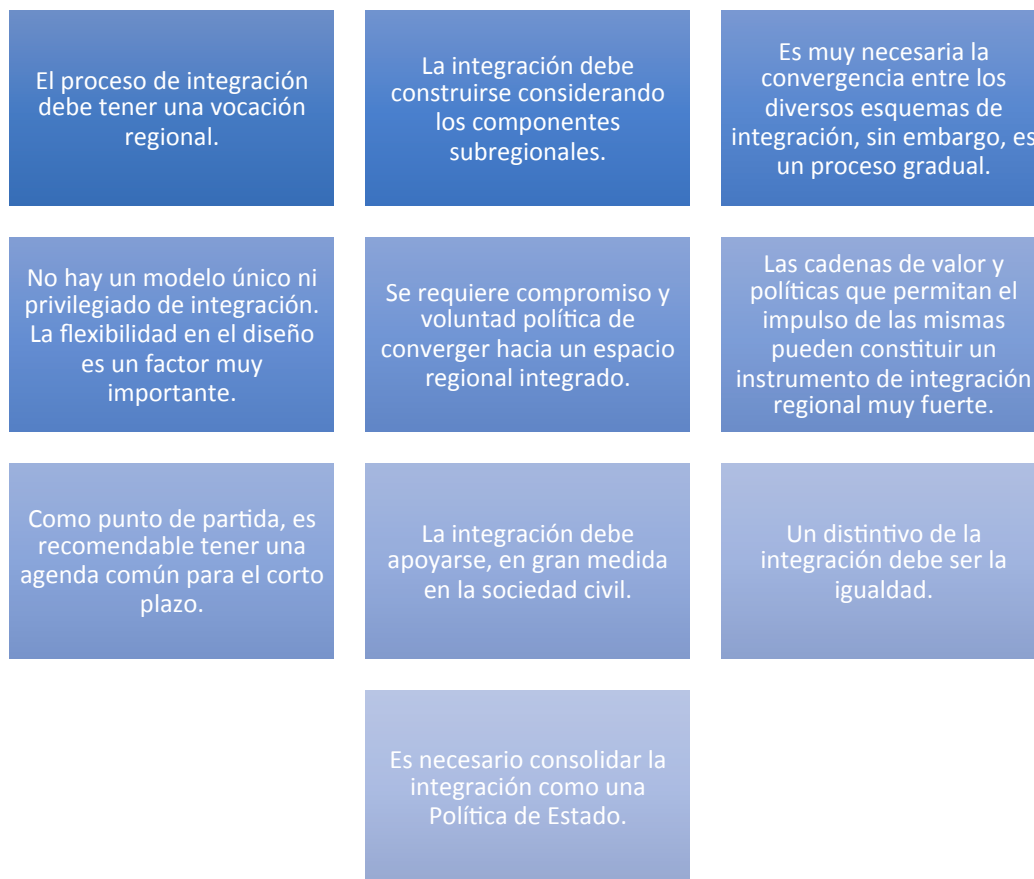 El proceso de integración
debe tener una vocación
regional.
La integración debe
construirse considerando
los componentes
subregionales.
Es muy necesaria la
convergencia entre los
diversos esquemas de
integración, sin embargo, es
un proceso gradual.
No hay un modelo único ni
privilegiado de integración.
La flexibilidad en el diseño
es un factor muy
importante.
Se requiere compromiso y
voluntad política de
converger hacia un espacio
regional integrado.
Las cadenas de valor y
políticas que permitan el
impulso de las mismas
pueden constituir un
instrumento de integración
regional muy fuerte.
Como punto de partida, es
recomendable tener una
agenda común para el corto
plazo.
La integración debe
apoyarse, en gran medida
en la sociedad civil.
Un distintivo de la
integración debe ser la
igualdad.
Es necesario consolidar la
integración como una
Política de Estado.